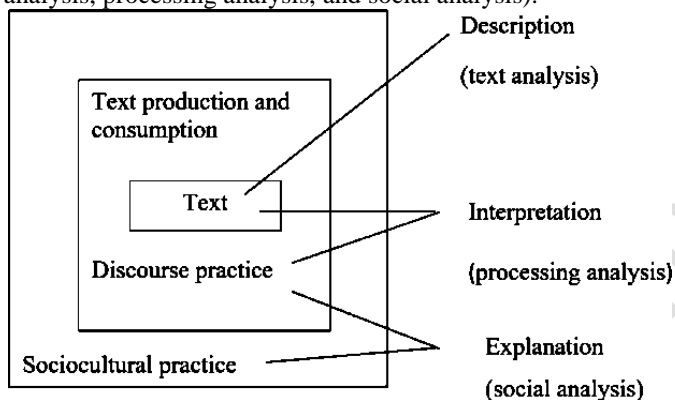 analysis, processing analysis, and social analysis).
Description
(text analysis)
Text production and
consumption
Text
Interpretation
Discourse practice
(processing analysis)
Explanation
Sociocultural practice
(social analysis)